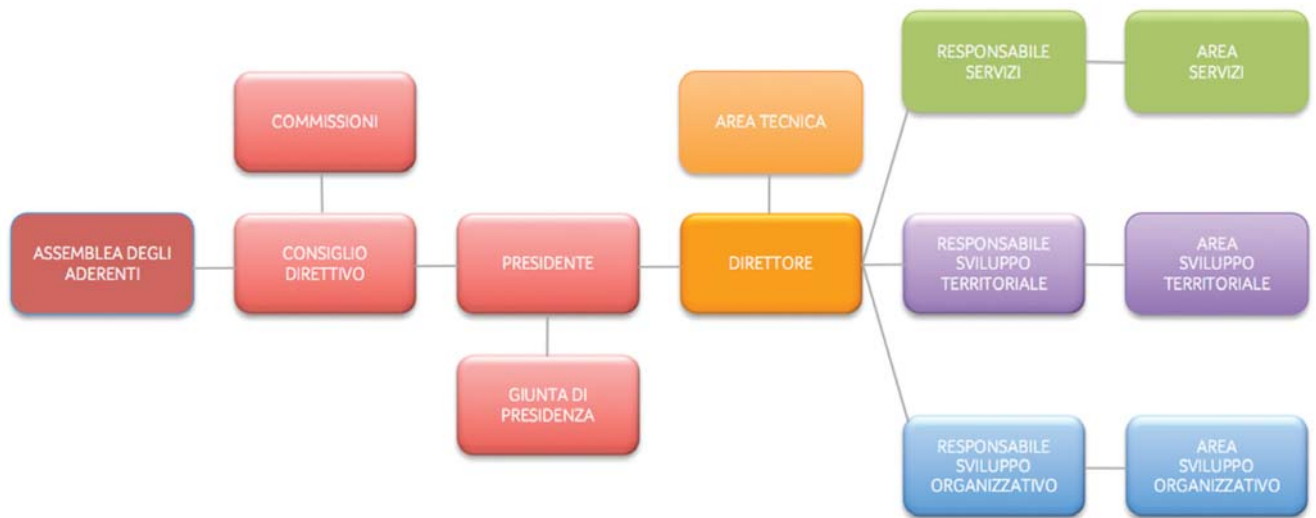 RESPONSABILE
SERVIZI
AREA
SERVIZI
COMMISSIONI
AREA TECNICA
ASSEMBLEA DEGLI
ADERENTI
CONSIGLIO
DIRETTIVO
PRESIDENTE
DIRETTORE
RESPONSABILE
SVILUPPO
TERRITORIALE
AREA
SVILUPPO
TERRITORIALE
GIUNTA DI
PRESIDENZA
RESPONSABILE
SVILUPPO
ORGANIZZATIVO
AREA
SVILUPPO
ORGANIZZATIVO